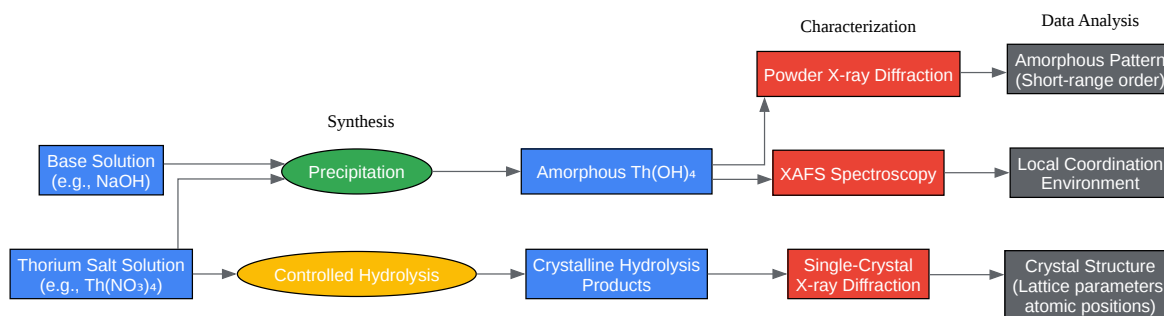 Data Analysis
Characterization
Powder X-ray Diffraction
Amorphous Pattern
(Short-range order)
Synthesis
Base Solution
(e.g., NaOH)
Precipitation
Amorphous Th(OH)₄
XAFS Spectroscopy
Local Coordination
Environment
Thorium Salt Solution
(e.g., Th(NO₃)₄)
Controlled Hydrolysis
Crystalline Hydrolysis
Products
Single-Crystal
X-ray Diffraction
Crystal Structure
(Lattice parameters
atomic positions)